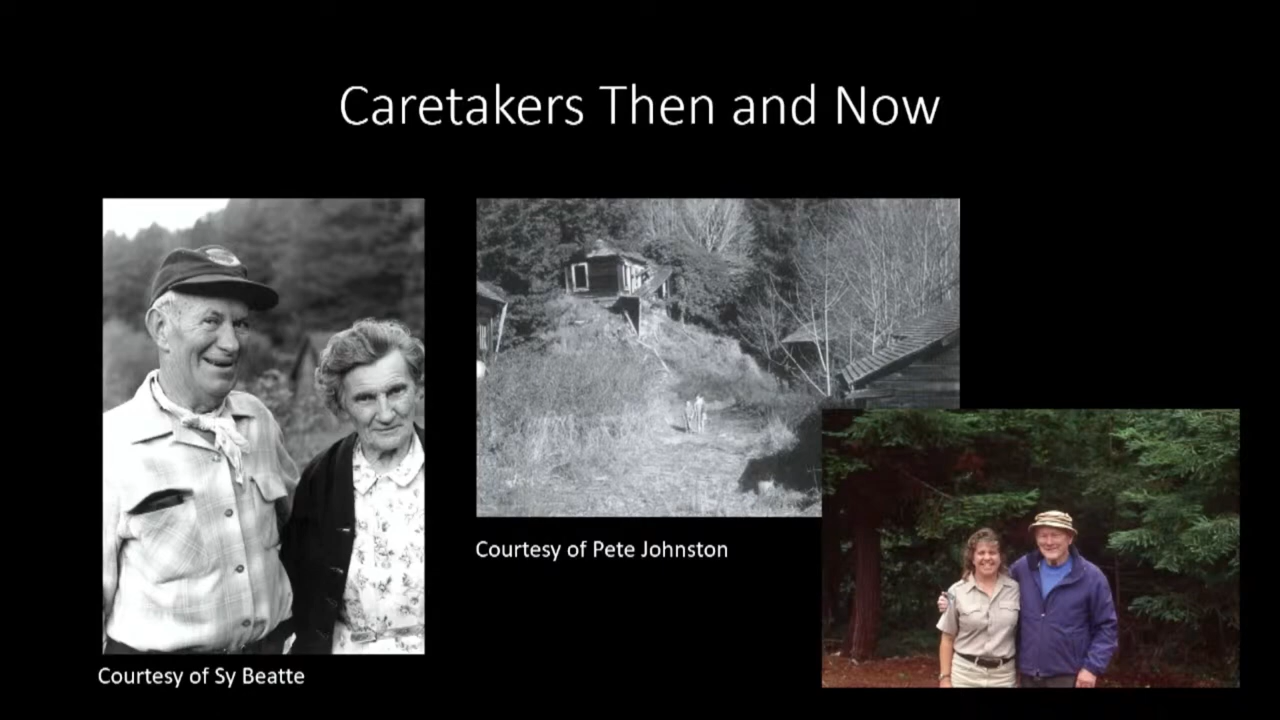 Caretakers Then and Now
Courtesy of Pete Johnston
Courtesy of Sy Beatte